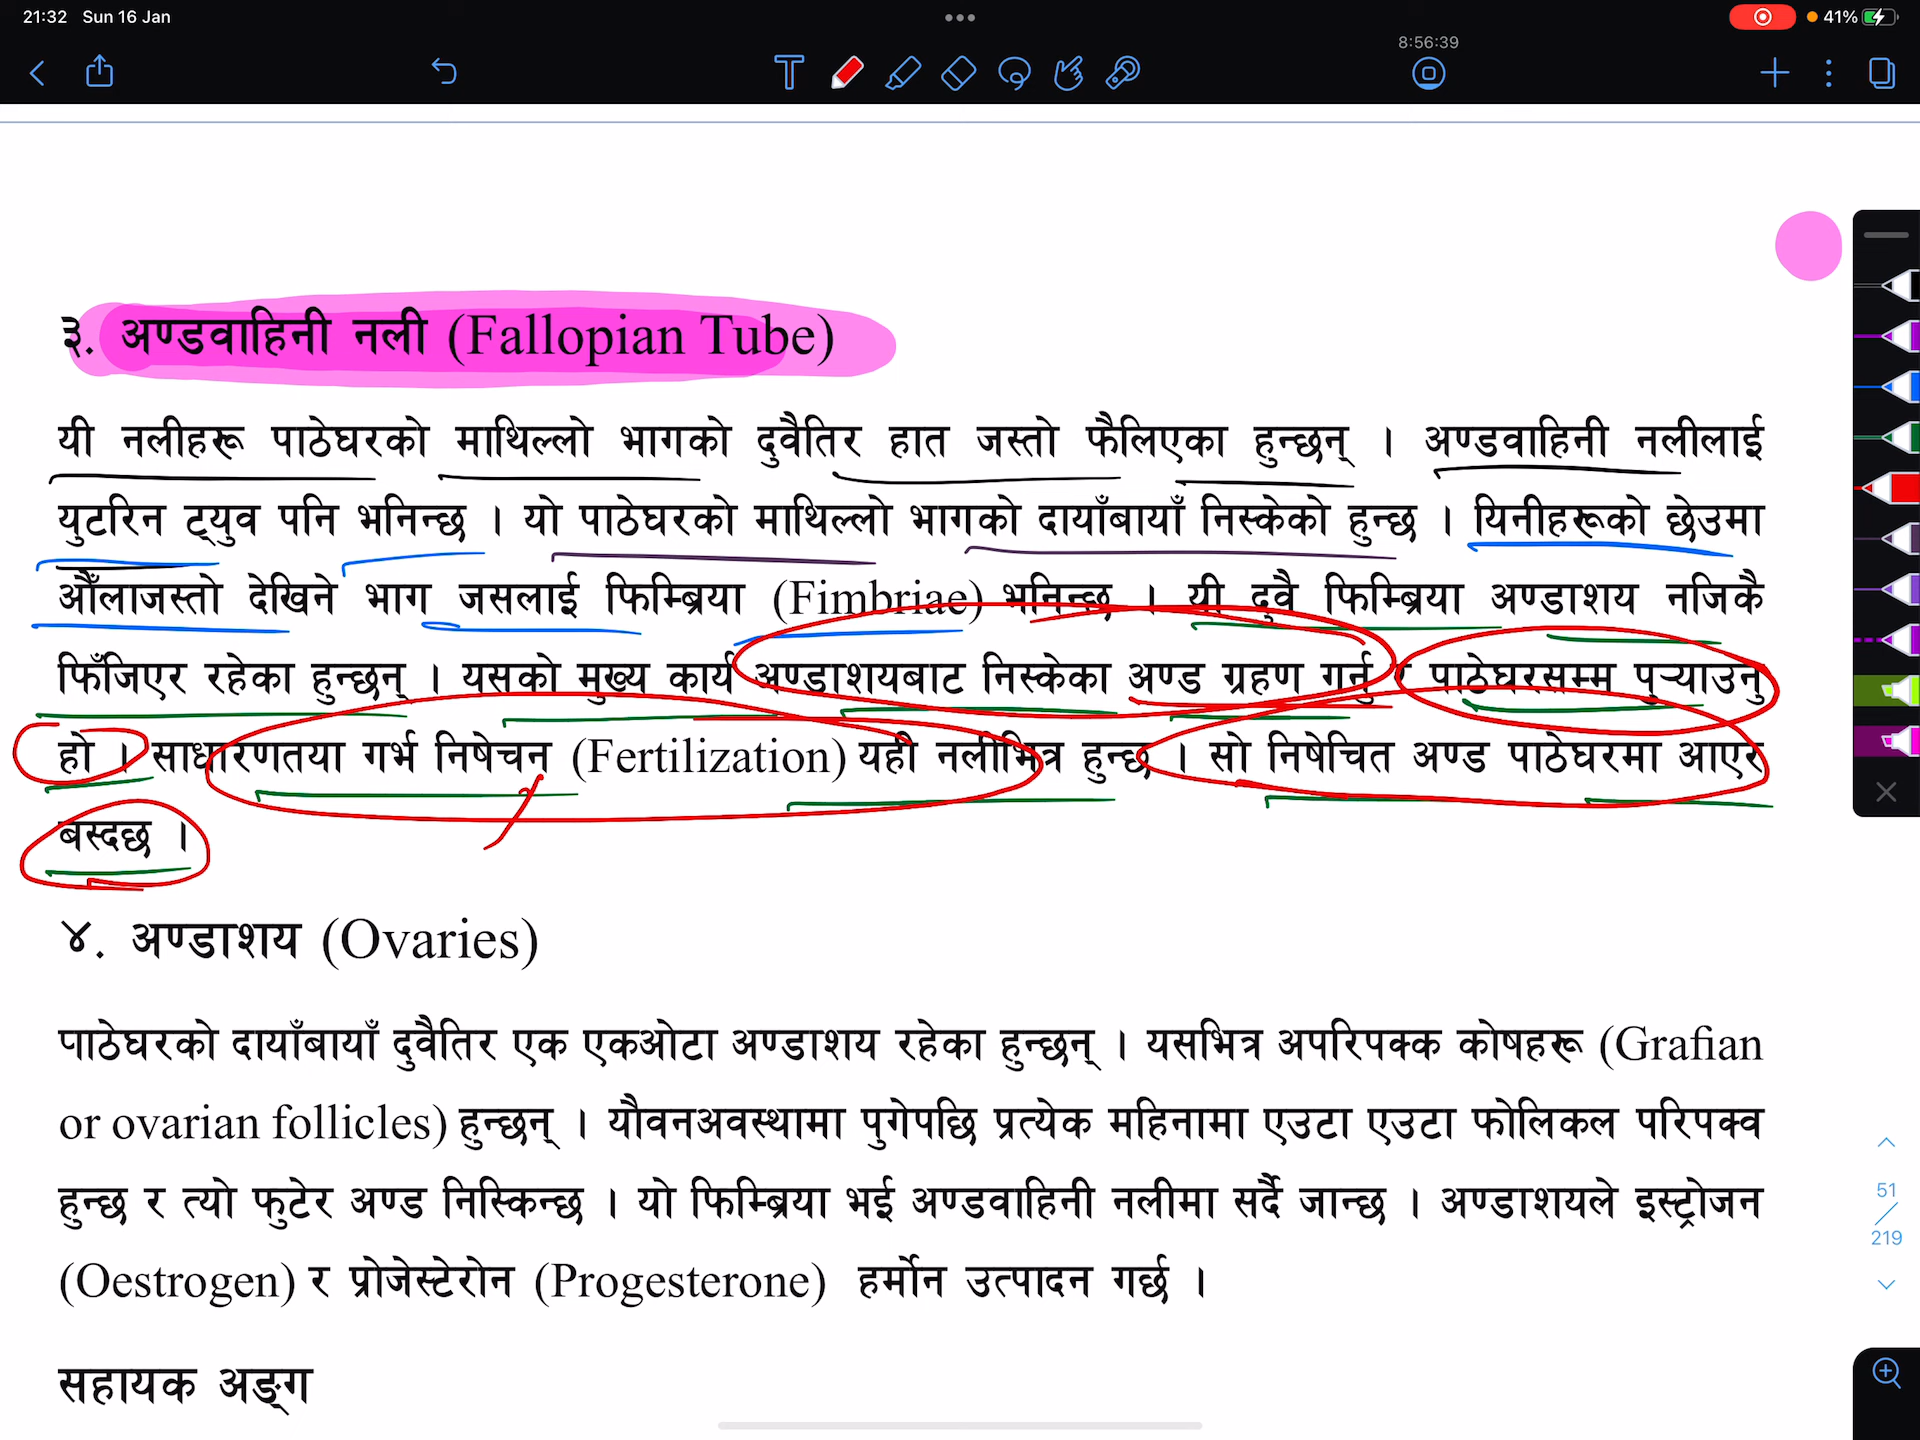 21:32 Sun 16 Jan
41%
8:56:39
३. अण्डवाहिनी नली (Fallopian Tube)
यी नलीहरू पाठेघरको माथिल्लो भागको दुवैतिर हात जस्तो फैलिएका हुन्छन् । अण्डवाहिनी नलीलाई
युटरिन ट्युव पनि भनिन्छ । यो पाठेघरको माथिल्लो भागको दायाँबायाँ निस्केको हुन्छ । यिनीहरूको छेउमा
औँलाजस्तो देखिने भाग जसलाई फिम्ब्रिया (Fimbriae) भनिन्छ । यी दुवै फिम्ब्रिया अण्डाशय नजिकै
फिँजिएर रहेका हुन्छन् । यसको मुख्य कार्य अण्डाशयबाट निस्केका अण्ड ग्रहण गर्नु र पाठेघरसम्म पुऱ्याउनु
हो । साधारणतया गर्भ निषेचन (Fertilization) यही नलीभित्र हुन्छ । सो निषेचित अण्ड पाठेघरमा आएर
बस्दछ ।
४. अण्डाशय (Ovaries)
पाठेघरको दायाँबायाँ दुवैतिर एक एकओटा अण्डाशय रहेका हुन्छन् । यसभित्र अपरिपक्क कोषहरू (Grafian
or ovarian follicles) हुन्छन् । यौवनअवस्थामा पुगेपछि प्रत्येक महिनामा एउटा एउटा फोलिकल परिपक्व
हुन्छ र त्यो फुटेर अण्ड निस्किन्छ । यो फिम्ब्रिया भई अण्डवाहिनी नलीमा सर्दै जान्छ । अण्डाशयले इस्ट्रोजन
(Oestrogen) र प्रोजेस्टेरोन (Progesterone) हर्मोन उत्पादन गर्छ ।
सहायक अङ्ग
51
219